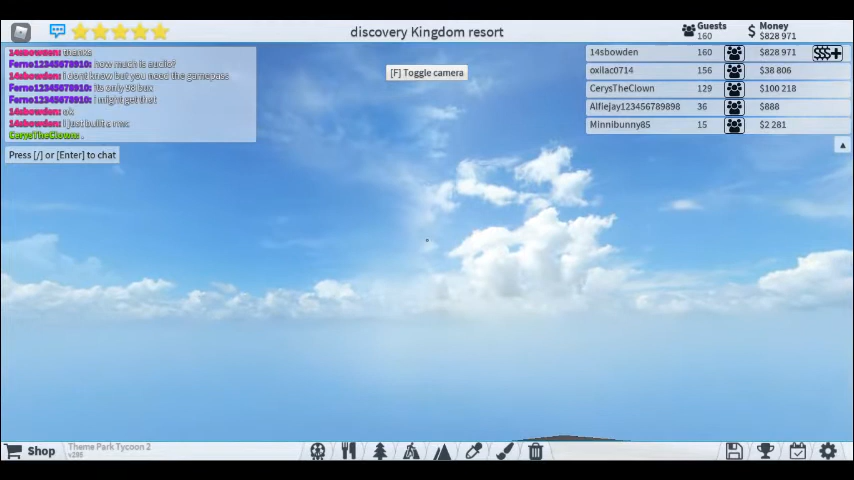 discovery Kingdom resort
Guests
160
Money
$828 971
14sbowden: thanks
Ferno12345678910: how much is audio?
14sbowden: i dont know but you need the gamepass
Ferno12345678910: its only 98 bux
Ferno12345678910: i might get that
14sbowden: ok
14sbowden: i just built a rmc
CerysTheClown: .
Press [/] or [Enter] to chat
[F] Toggle camera
14sbowden 160 $828 971 $$$+
oxilac0714 156 $38 806
CerysTheClown 129 $100 218
Alfiejay123456789898 36 $888
Minnibunny85 15 $2 281
Shop
Theme Park Tycoon 2
v295